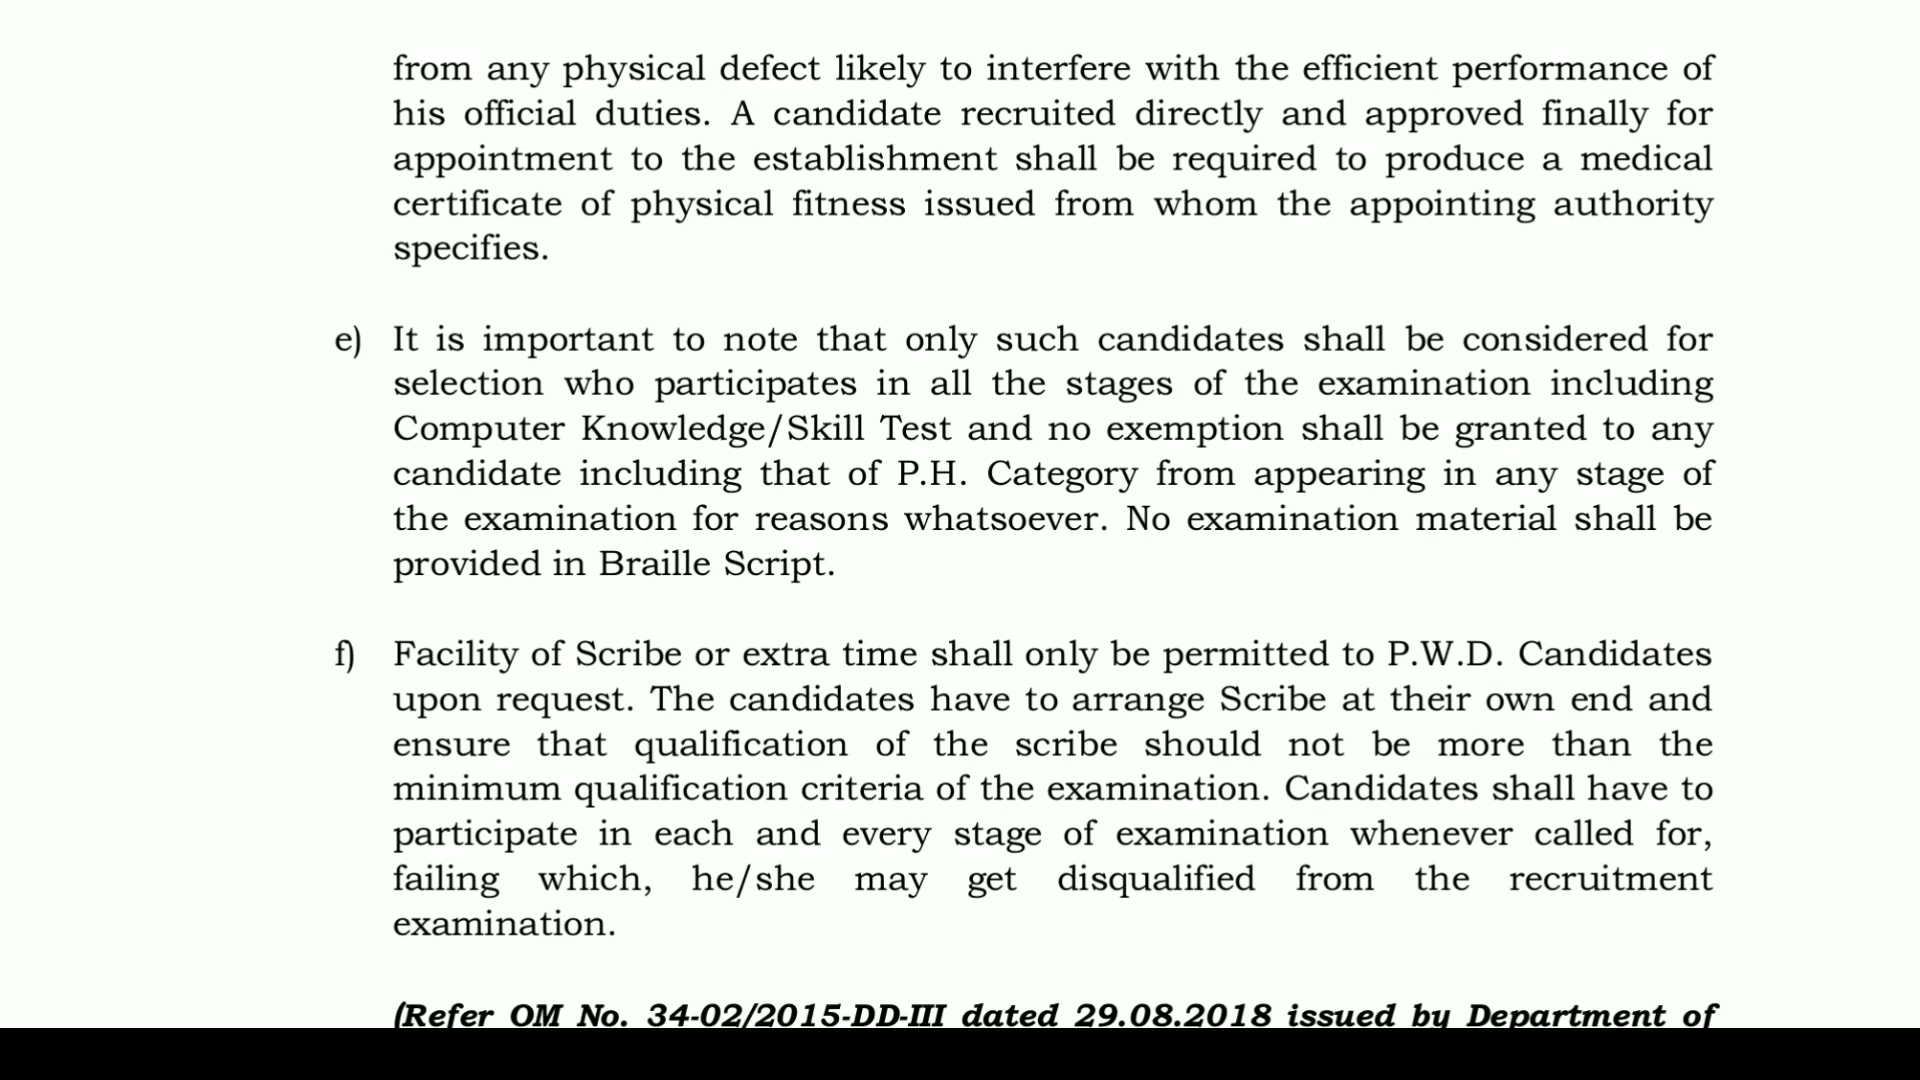 from any physical defect likely to interfere with the efficient performance of
his official duties. A candidate recruited directly and approved finally for
appointment to the establishment shall be required to produce a medical
certificate of physical fitness issued from whom the appointing authority
specifies.
e) It is important to note that only such candidates shall be considered for
selection who participates in all the stages of the examination including
Computer Knowledge/Skill Test and no exemption shall be granted to any
candidate including that of P.H. Category from appearing in any stage of
the examination for reasons whatsoever. No examination material shall be
provided in Braille Script.
f) Facility of Scribe or extra time shall only be permitted to P.W.D. Candidates
upon request. The candidates have to arrange Scribe at their own end and
ensure that qualification of the scribe should not be more than the
minimum qualification criteria of the examination. Candidates shall have to
participate in each and every stage of examination whenever called for,
failing which, he/she may get disqualified from the recruitment
examination.
(Refer OM No. 34-02/2015-DD-III dated 29.08.2018 issued by Department of